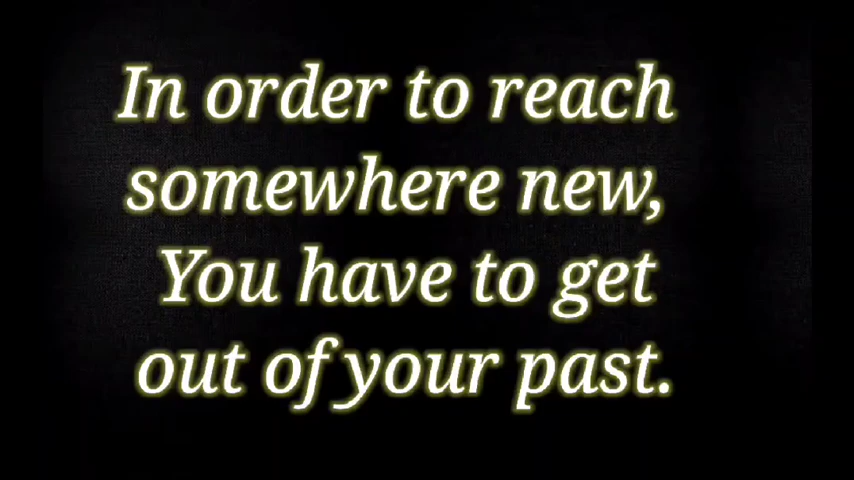 In order to reach
somewhere new,
You have to get
out of your past.